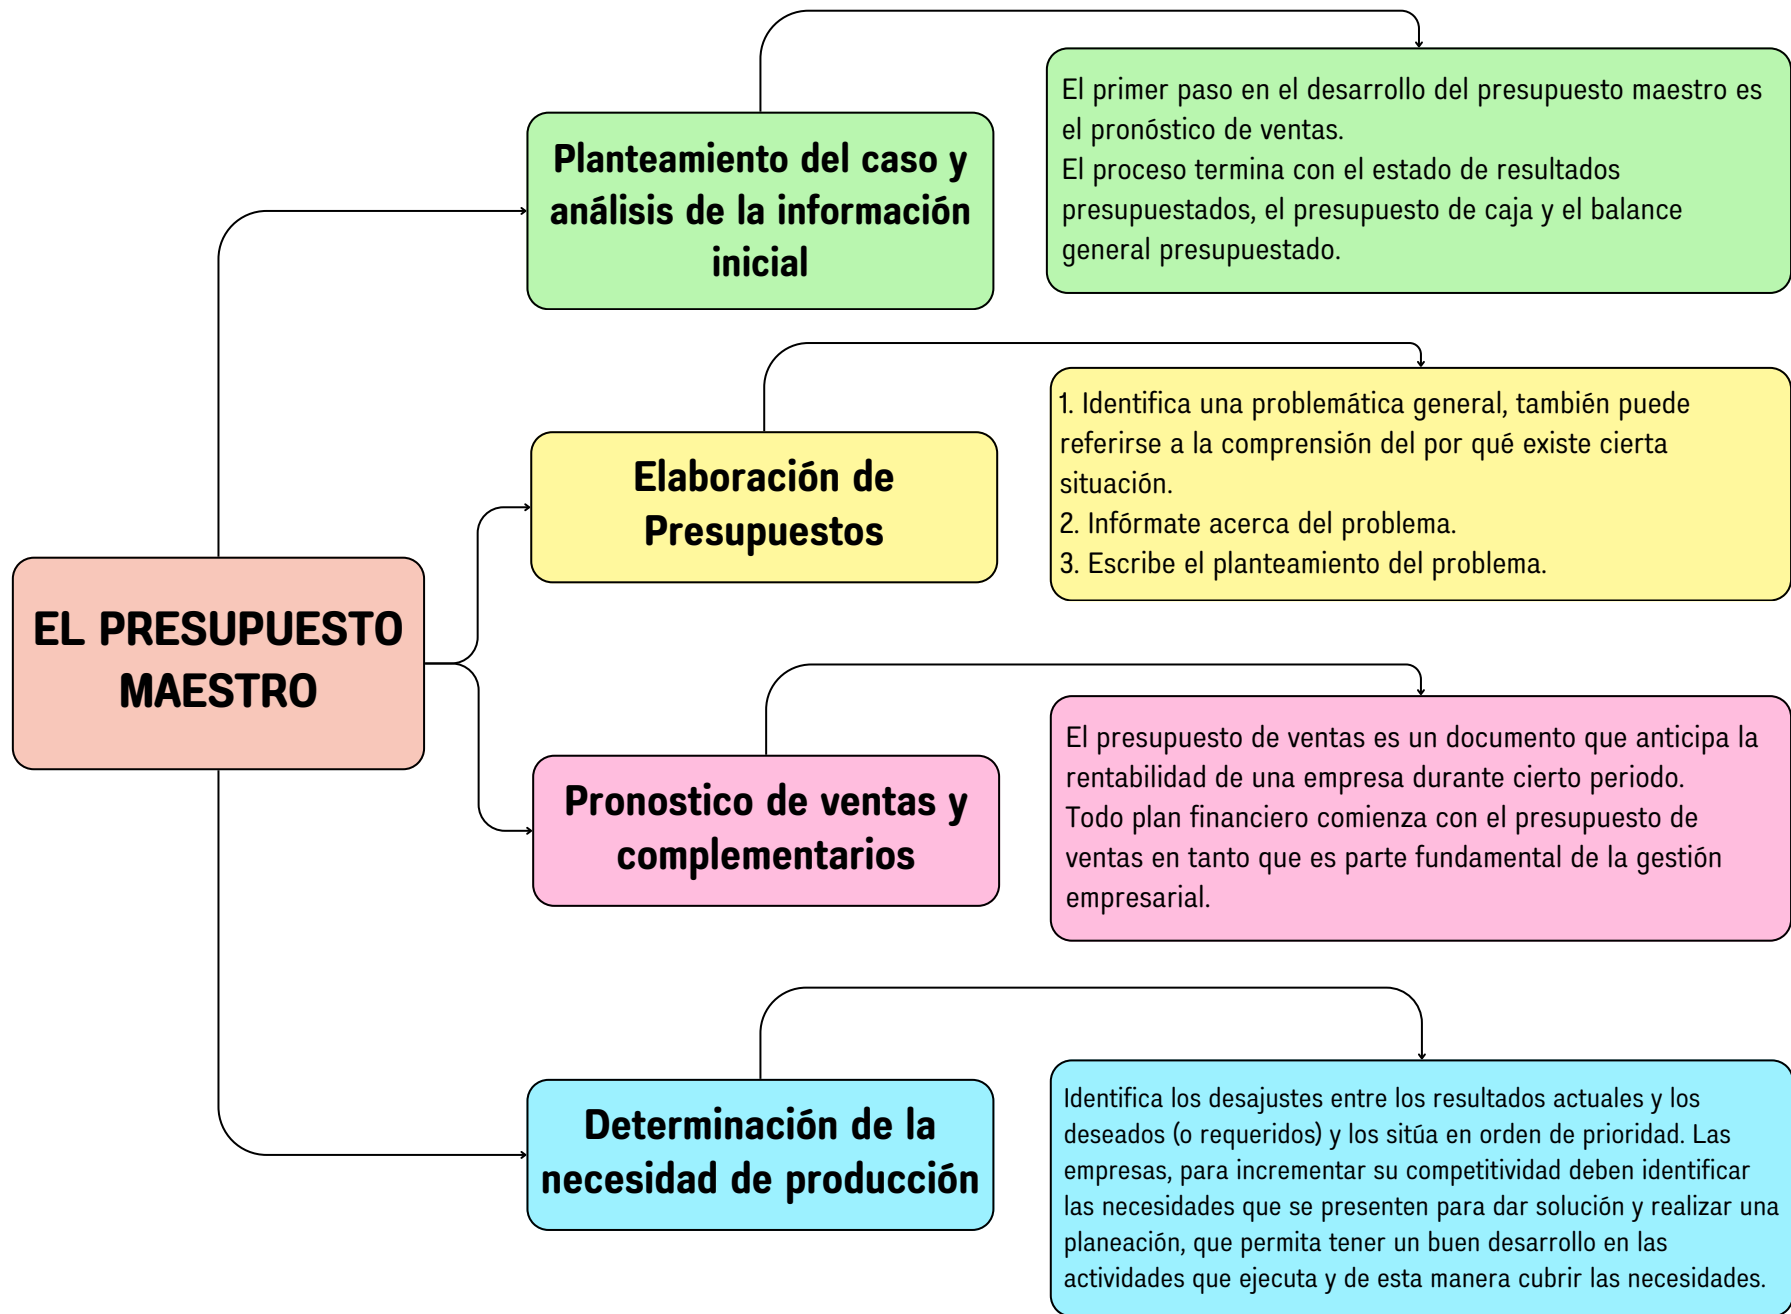 EL PRESUPUESTO
MAESTRO
Planteamiento del caso y
análisis de la información
inicial
El primer paso en el desarrollo del presupuesto maestro es
el pronóstico de ventas.
El proceso termina con el estado de resultados
presupuestados, el presupuesto de caja y el balance
general presupuestado.
Elaboración de
Presupuestos
1. Identifica una problemática general, también puede
referirse a la comprensión del por qué existe cierta
situación.
2. Infórmate acerca del problema.
3. Escribe el planteamiento del problema.
Pronostico de ventas y
complementarios
El presupuesto de ventas es un documento que anticipa la
rentabilidad de una empresa durante cierto periodo.
Todo plan financiero comienza con el presupuesto de
ventas en tanto que es parte fundamental de la gestión
empresarial.
Determinación de la
necesidad de producción
Identifica los desajustes entre los resultados actuales y los
deseados (o requeridos) y los sitúa en orden de prioridad. Las
empresas, para incrementar su competitividad deben identificar
las necesidades que se presenten para dar solución y realizar una
planeación, que permita tener un buen desarrollo en las
actividades que ejecuta y de esta manera cubrir las necesidades.